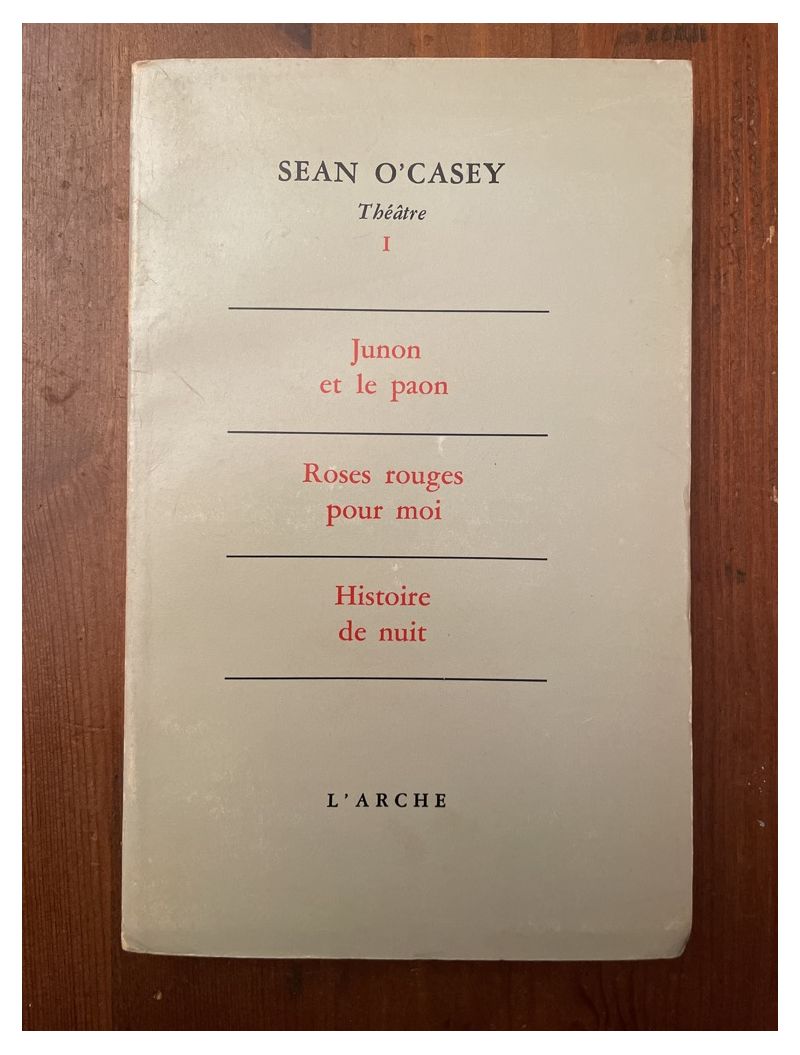 SEAN O'CASEY
Théâtre
I
Junon
et le paon
Roses rouges
pour moi
Histoire
de nuit
L'ARCHE